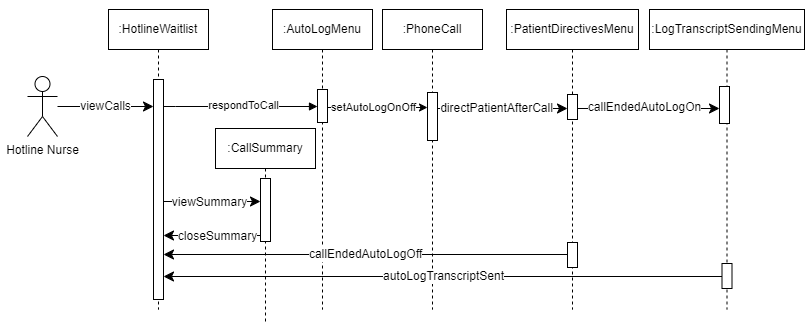 :HotlineWaitlist
:AutoLogMenu
:PhoneCall
:PatientDirectivesMenu
:LogTranscriptSendingMenu
viewCalls
respondToCall
setAutoLogOnOff
directPatientAfterCall
callEndedAutoLogOn
Hotline Nurse
:CallSummary
viewSummary
closeSummary
callEndedAutoLogOff
autoLogTranscriptSent